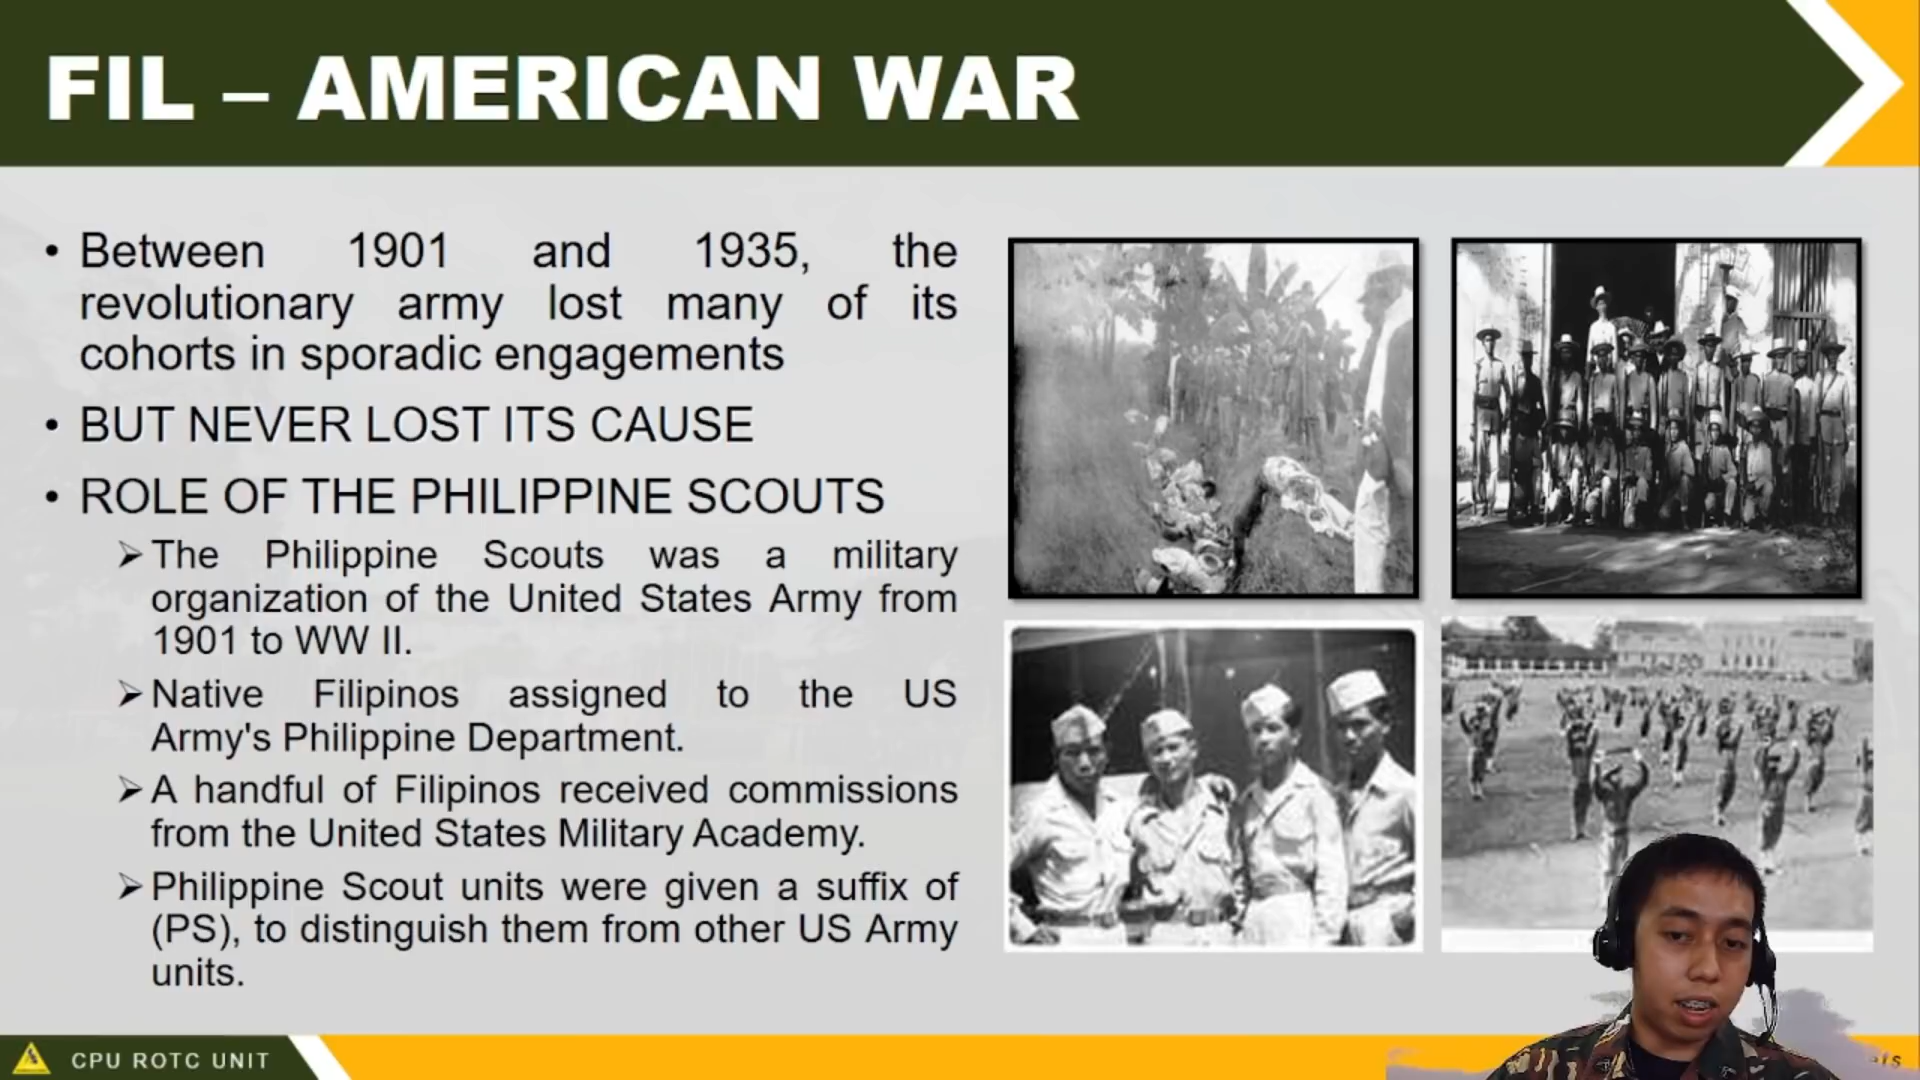 FIL – AMERICAN WAR
• Between 1901 and 1935, the
revolutionary army lost many of its
cohorts in sporadic engagements
• BUT NEVER LOST ITS CAUSE
• ROLE OF THE PHILIPPINE SCOUTS
➢ The Philippine Scouts was a military
organization of the United States Army from
1901 to WW II.
➢ Native Filipinos assigned to the US
Army's Philippine Department.
➢ A handful of Filipinos received commissions
from the United States Military Academy.
➢ Philippine Scout units were given a suffix of
(PS), to distinguish them from other US Army
units.
CPU ROTC UNIT